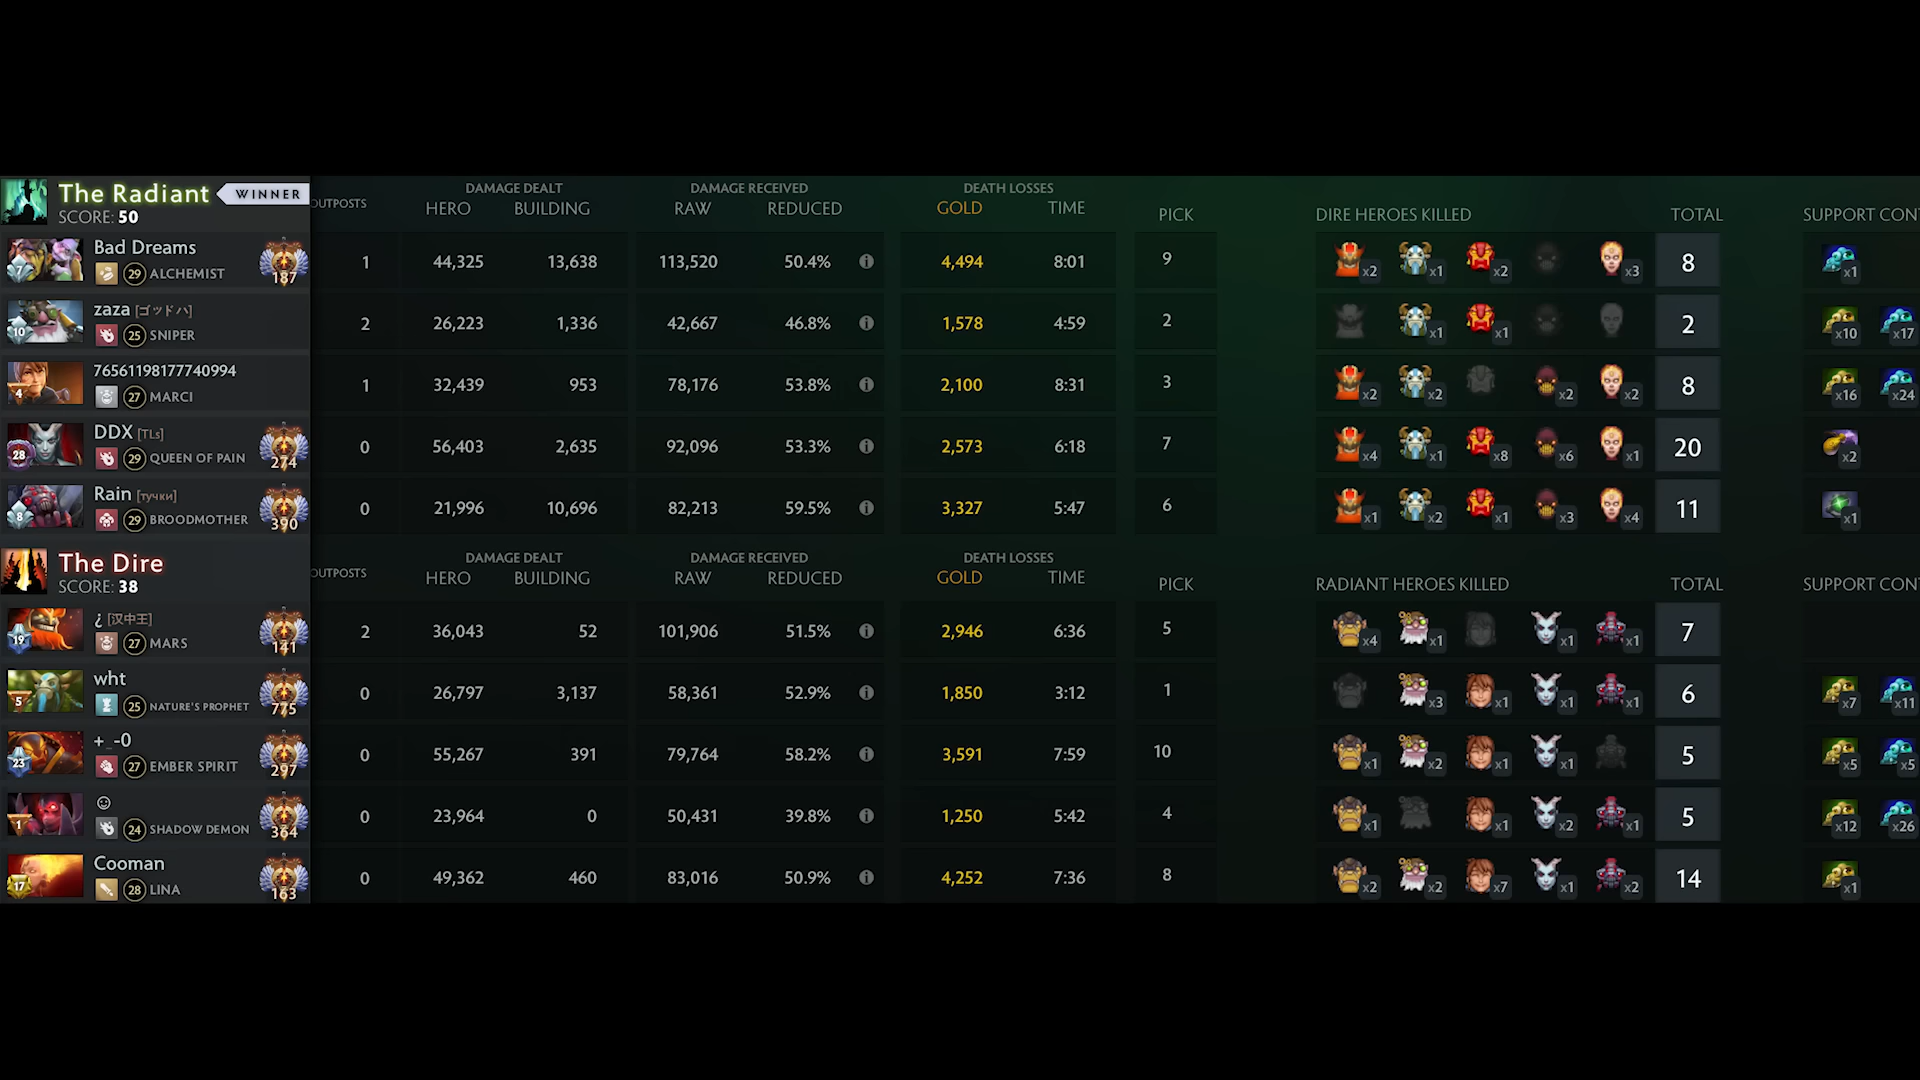 The Radiant WINNER
SCORE: 50
OUTPOSTS DAMAGE DEALT HERO BUILDING DAMAGE RECEIVED RAW REDUCED DEATH LOSSES GOLD TIME PICK DIRE HEROES KILLED TOTAL SUPPORT CONT
7 Bad Dreams 29 ALCHEMIST 187 1 44,325 13,638 113,520 50.4% 4,494 8:01 9 x2 x1 x2 x3 8 x1
10 zaza [ゴッドハ] 25 SNIPER 2 26,223 1,336 42,667 46.8% 1,578 4:59 2 x1 x1 2 x10 x17
4 76561198177740994 27 MARCI 1 32,439 953 78,176 53.8% 2,100 8:31 3 x2 x2 x2 x2 8 x16 x24
28 DDX [TLs] 29 QUEEN OF PAIN 274 0 56,403 2,635 92,096 53.3% 2,573 6:18 7 x4 x1 x8 x6 x1 20 x2
8 Rain [тучки] 29 BROODMOTHER 390 0 21,996 10,696 82,213 59.5% 3,327 5:47 6 x1 x2 x1 x3 x4 11 x1
The Dire
SCORE: 38
OUTPOSTS DAMAGE DEALT HERO BUILDING DAMAGE RECEIVED RAW REDUCED DEATH LOSSES GOLD TIME PICK RADIANT HEROES KILLED TOTAL SUPPORT CONT
19 ¿ [汉中王] 27 MARS 141 2 36,043 52 101,906 51.5% 2,946 6:36 5 x4 x1 x1 x1 7
5 wht 25 NATURE'S PROPHET 775 0 26,797 3,137 58,361 52.9% 1,850 3:12 1 x3 x1 x1 x1 6 x7 x11
23 +_-0 27 EMBER SPIRIT 297 0 55,267 391 79,764 58.2% 3,591 7:59 10 x1 x2 x1 x1 5 x5 x5
1 ☺ 24 SHADOW DEMON 364 0 23,964 0 50,431 39.8% 1,250 5:42 4 x1 x1 x2 x1 5 x12 x26
17 Cooman 28 LINA 163 0 49,362 460 83,016 50.9% 4,252 7:36 8 x2 x2 x7 x1 x2 14 x1